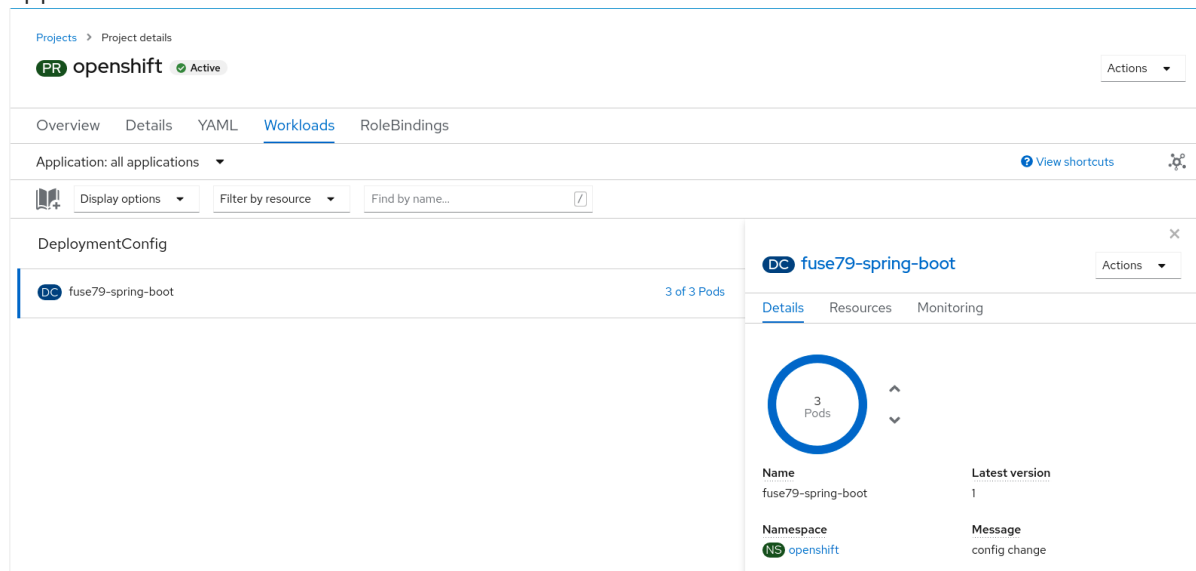 Projects > Project details
PR openshift Active
Actions
Overview Details YAML Workloads RoleBindings
Application: all applications
View shortcuts
Display options Filter by resource Find by name... /
DeploymentConfig
DC fuse79-spring-boot 3 of 3 Pods
DC fuse79-spring-boot
Actions
Details Resources Monitoring
3
Pods
Name Latest version
fuse79-spring-boot 1
Namespace Message
NS openshift config change